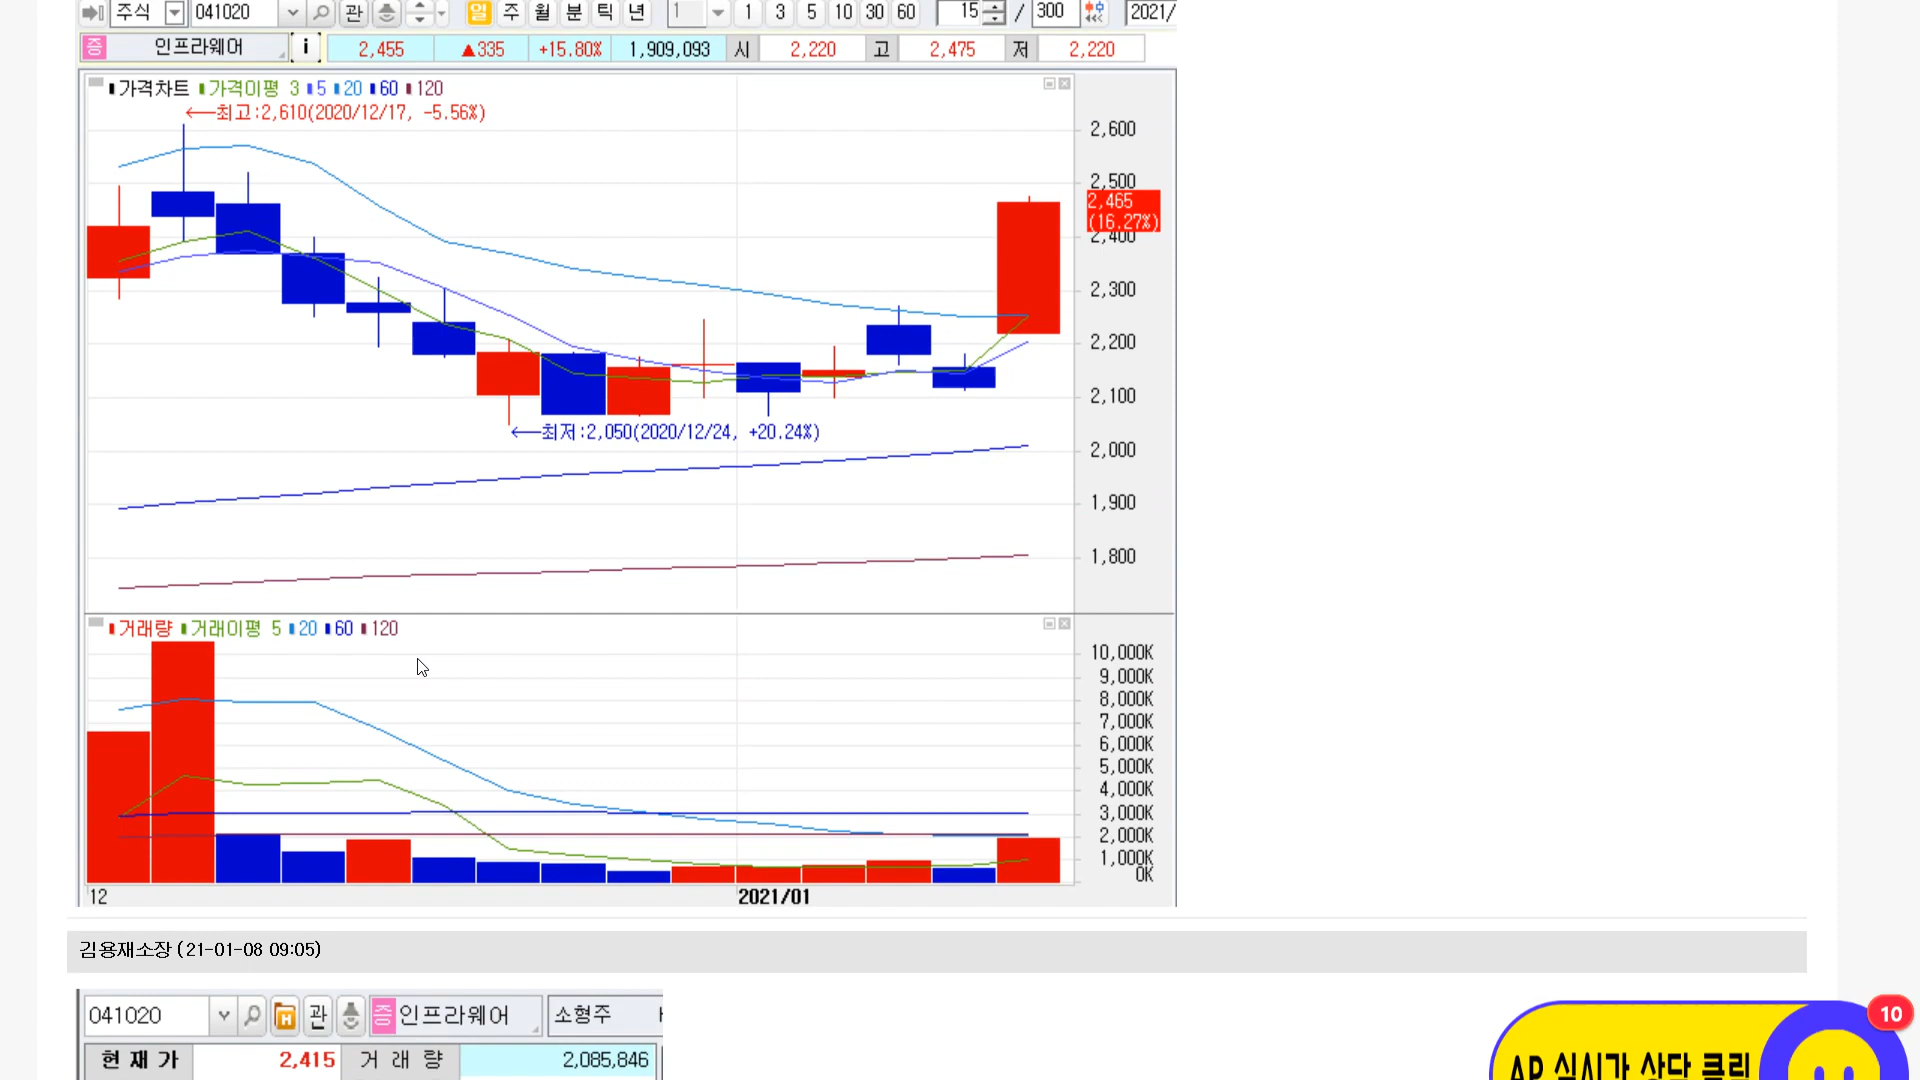 주식 041020 관 일 주 월 분 틱 년 1 1 3 5 10 30 60 15 / 300 2021/
증 인프라웨어 i 2,455 ▲335 +15.80% 1,909,093 시 2,220 고 2,475 저 2,220
가격차트 가격이평 3 5 20 60 120
←최고:2,610(2020/12/17, -5.56%)
2,600
2,500
2,465
(16.27%)
2,400
2,300
2,200
2,100
←최저:2,050(2020/12/24, +20.24%)
2,000
1,900
1,800
거래량 거래이평 5 20 60 120
10,000K
9,000K
8,000K
7,000K
6,000K
5,000K
4,000K
3,000K
2,000K
1,000K
0K
12 2021/01
김용재소장 (21-01-08 09:05)
041020 H 관 증 인프라웨어 소형주
현재가 2,415 거래량 2,085,846
10
AP 실시간 상담 클릭